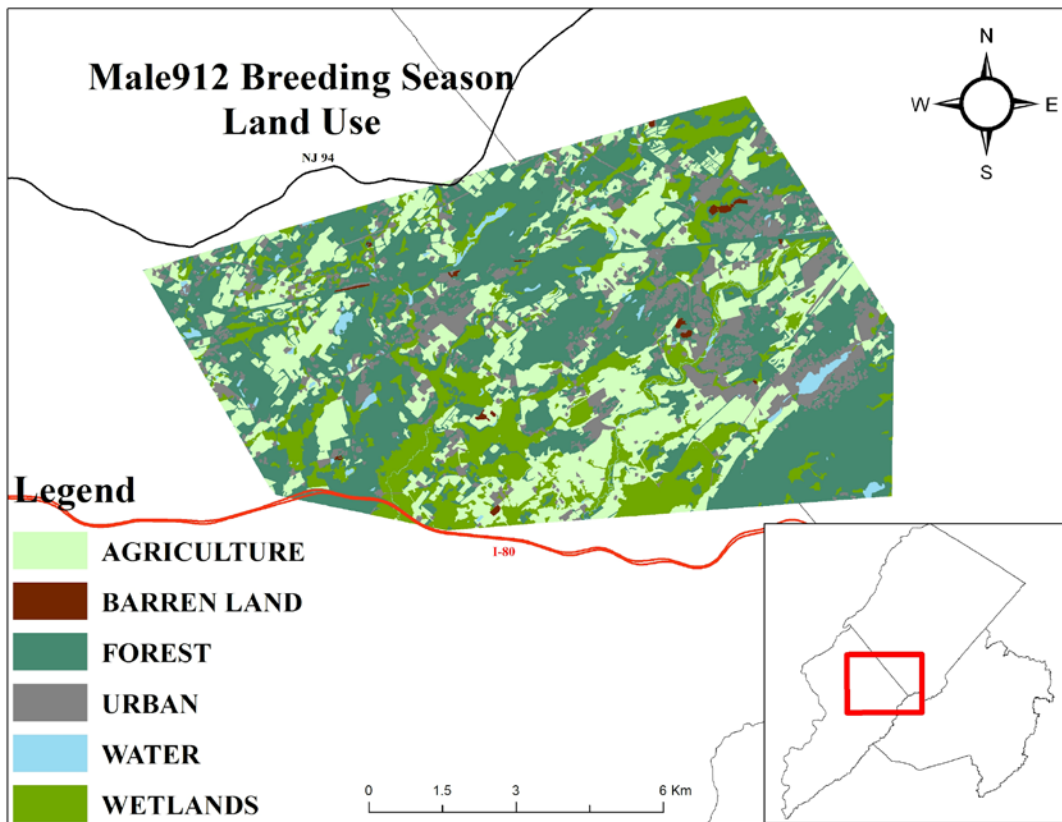 Male912 Breeding Season
Land Use
NJ 94
N
W
E
S
Legend
AGRICULTURE
BARREN LAND
FOREST
URBAN
WATER
WETLANDS
I-80
0 1.5 3 6 Km